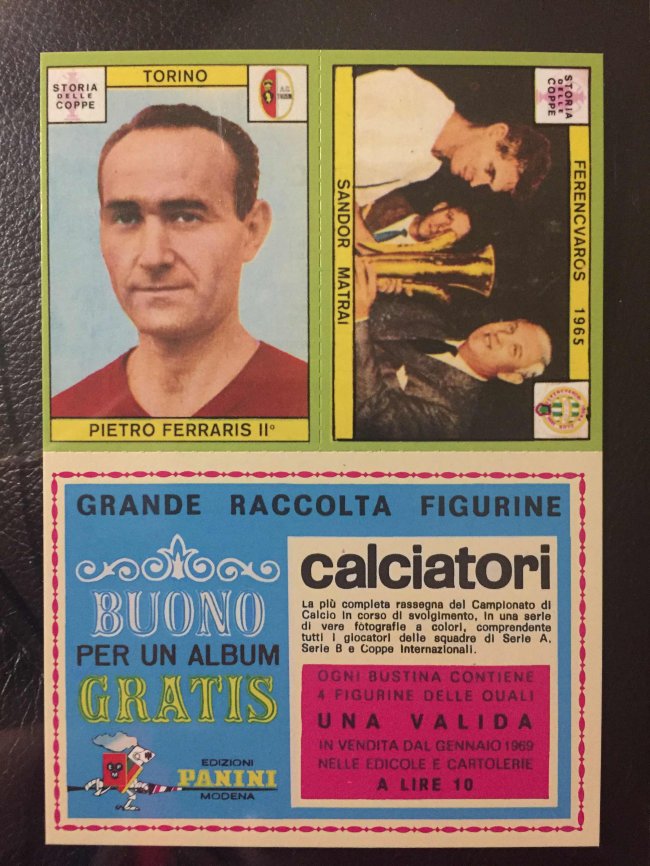 STORIA
DELLE
COPPE
TORINO
A.C.
TORINO
PIETRO FERRARIS IIº
STORIA
DELLE
COPPE
FERENCVAROS 1965
SANDOR MATRAI
GRANDE RACCOLTA FIGURINE
BUONO
PER UN ALBUM
GRATIS
EDIZIONI
PANINI
MODENA
calciatori
La più completa rassegna del Campionato di
Calcio in corso di svolgimento, in una serie
di vere fotografie a colori, comprendente
tutti i giocatori delle squadre di Serie A,
Serie B e Coppe Internazionali.
OGNI BUSTINA CONTIENE
4 FIGURINE DELLE QUALI
UNA VALIDA
IN VENDITA DAL GENNAIO 1969
NELLE EDICOLE E CARTOLERIE
A LIRE 10